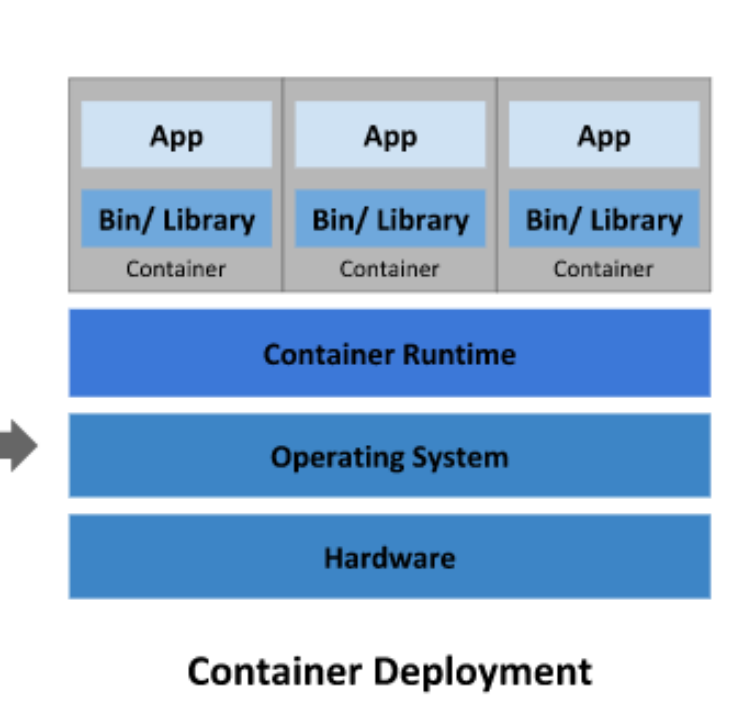 App App App
Bin/ Library Bin/ Library Bin/ Library
Container Container Container
Container Runtime
Operating System
Hardware
Container Deployment